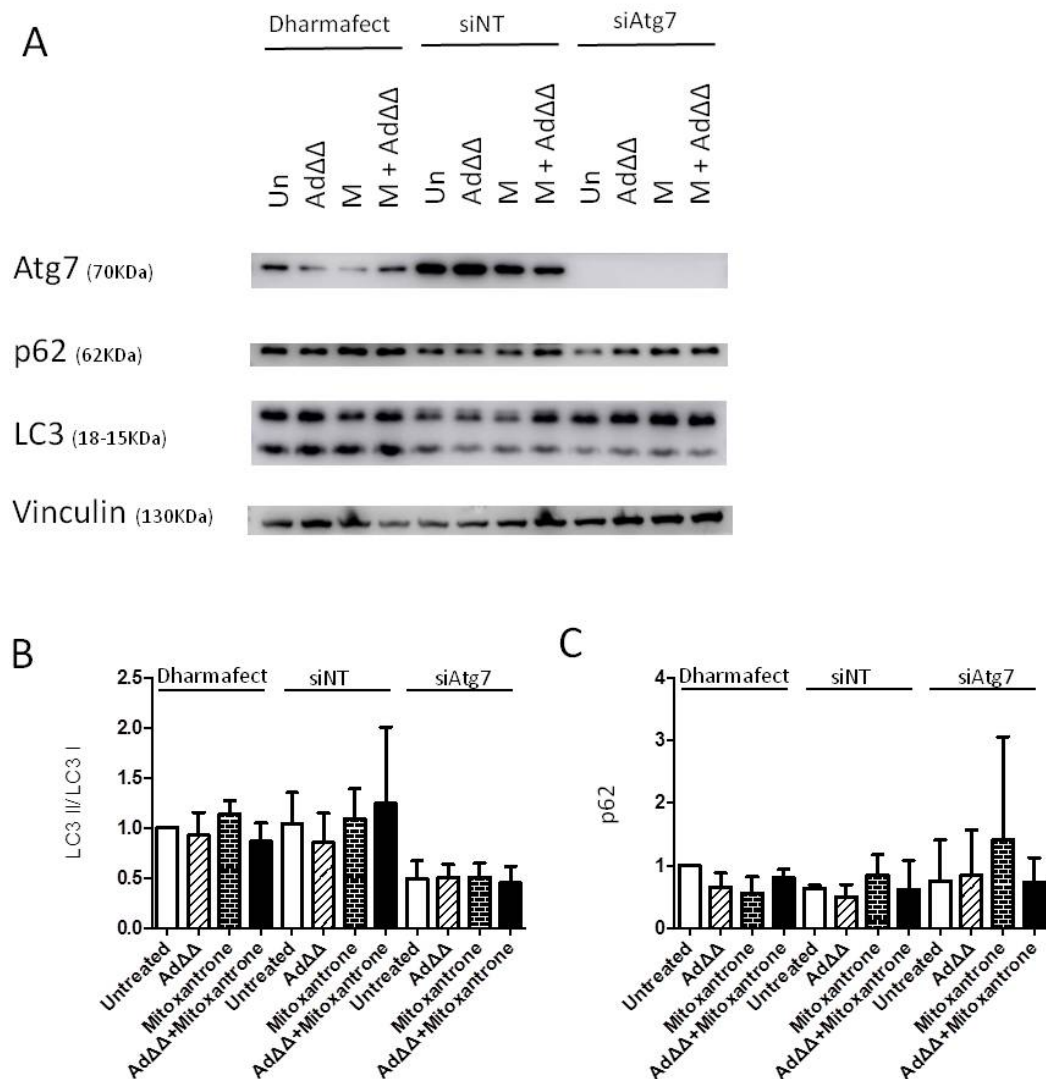 A
Dharmafect siNT siAtg7
Un AdΔΔ M M + AdΔΔ Un AdΔΔ M M + AdΔΔ Un AdΔΔ M M + AdΔΔ
Atg7 (70KDa)
p62 (62KDa)
LC3 (18-15KDa)
Vinculin (130KDa)
B
Dharmafect siNT siAtg7
LC3 II/LC3 I
2.5
2.0
1.5
1.0
0.5
0.0
Untreated AdΔΔ Mitoxantrone AdΔΔ+Mitoxantrone Untreated AdΔΔ Mitoxantrone AdΔΔ+Mitoxantrone Untreated AdΔΔ Mitoxantrone AdΔΔ+Mitoxantrone
C
Dharmafect siNT siAtg7
p62
4
3
2
1
0
Untreated AdΔΔ Mitoxantrone AdΔΔ+Mitoxantrone Untreated AdΔΔ Mitoxantrone AdΔΔ+Mitoxantrone Untreated AdΔΔ Mitoxantrone AdΔΔ+Mitoxantrone